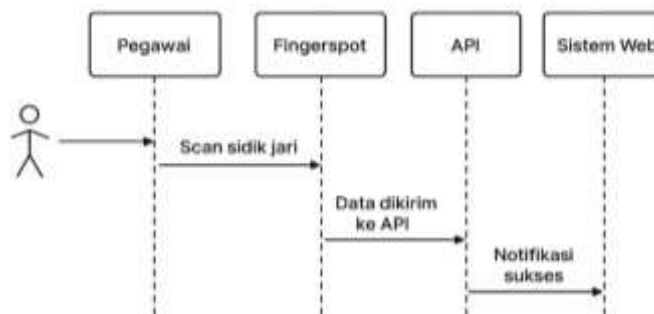 Pegawai
Fingerspot
API
Sistem Web
Scan sidik jari
Data dikirim
ke API
Notifikasi
sukses